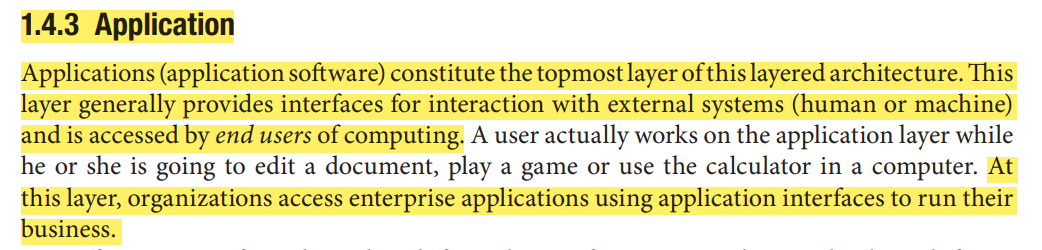 1.4.3 Application
Applications (application software) constitute the topmost layer of this layered architecture. This
layer generally provides interfaces for interaction with external systems (human or machine)
and is accessed by end users of computing. A user actually works on the application layer while
he or she is going to edit a document, play a game or use the calculator in a computer. At
this layer, organizations access enterprise applications using application interfaces to run their
business.